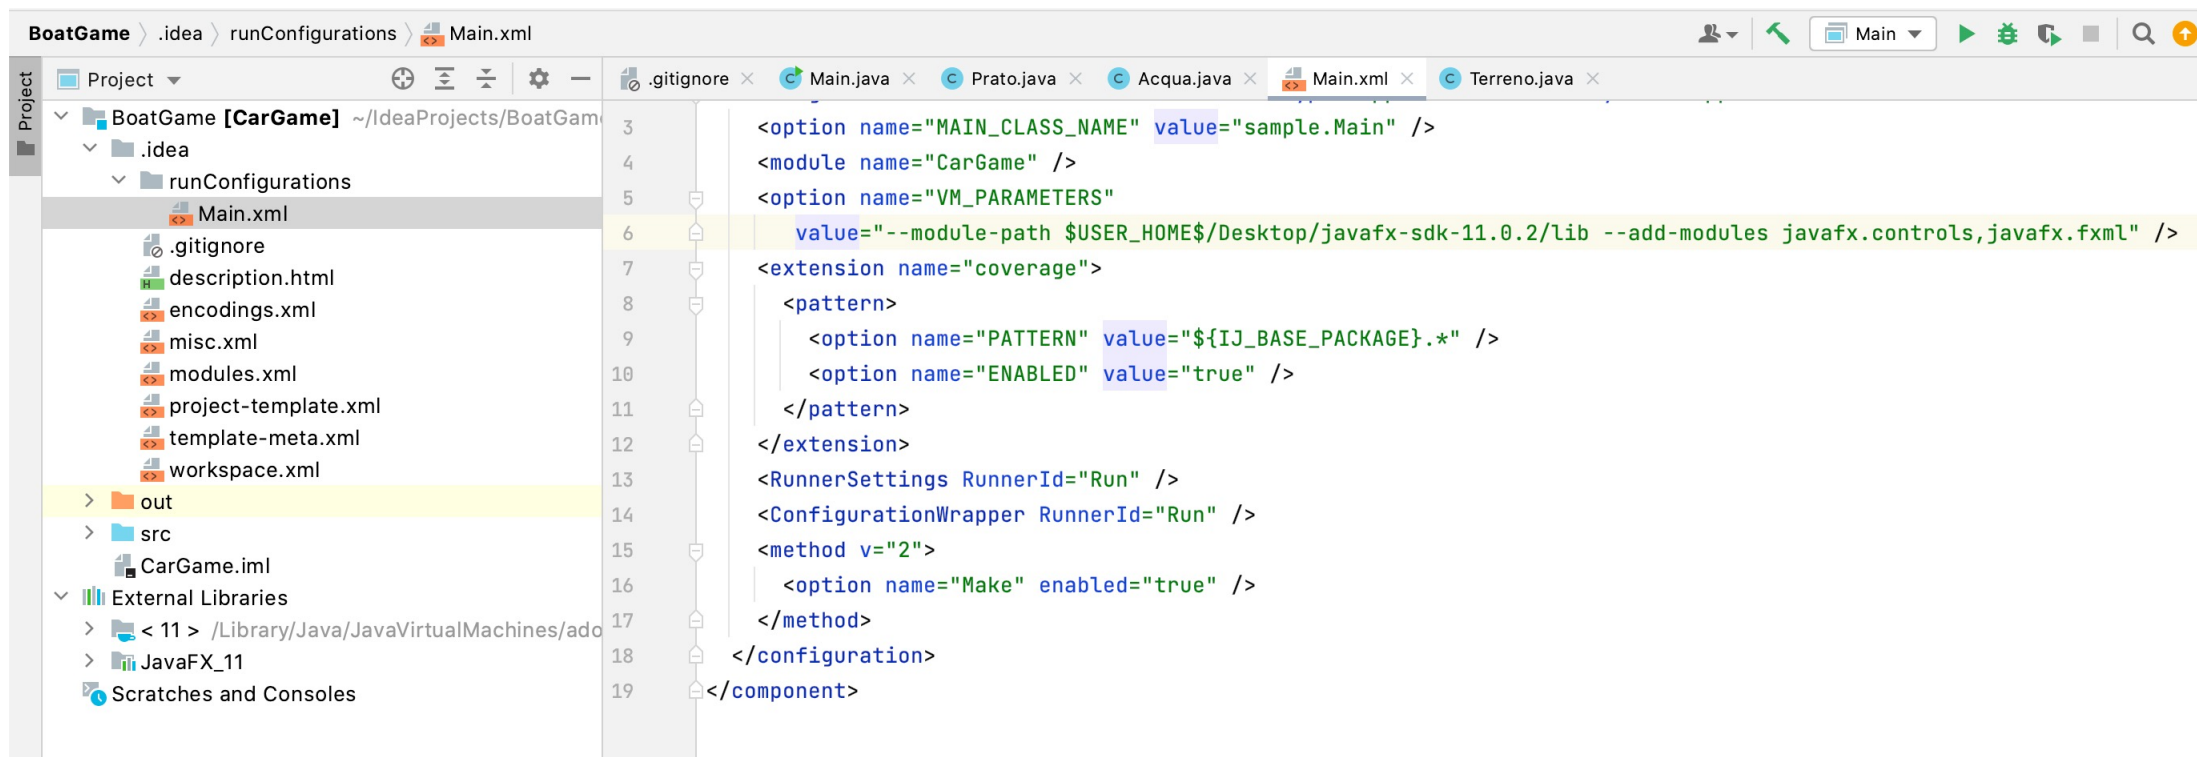 BoatGame .idea runConfigurations Main.xml
Main
Project
Project
.gitignore Main.java Prato.java Acqua.java Main.xml Terreno.java
BoatGame [CarGame] ~/IdeaProjects/BoatGam
.idea
runConfigurations
Main.xml
.gitignore
description.html
encodings.xml
misc.xml
modules.xml
project-template.xml
template-meta.xml
workspace.xml
out
src
CarGame.iml
External Libraries
< 11 > /Library/Java/JavaVirtualMachines/ado
JavaFX_11
Scratches and Consoles
3 <option name="MAIN_CLASS_NAME" value="sample.Main" />
4 <module name="CarGame" />
5 <option name="VM_PARAMETERS"
6 value="--module-path $USER_HOME$/Desktop/javafx-sdk-11.0.2/lib --add-modules javafx.controls,javafx.fxml" />
7 <extension name="coverage">
8 <pattern>
9 <option name="PATTERN" value="${IJ_BASE_PACKAGE}.*" />
10 <option name="ENABLED" value="true" />
11 </pattern>
12 </extension>
13 <RunnerSettings RunnerId="Run" />
14 <ConfigurationWrapper RunnerId="Run" />
15 <method v="2">
16 <option name="Make" enabled="true" />
17 </method>
18 </configuration>
19 </component>